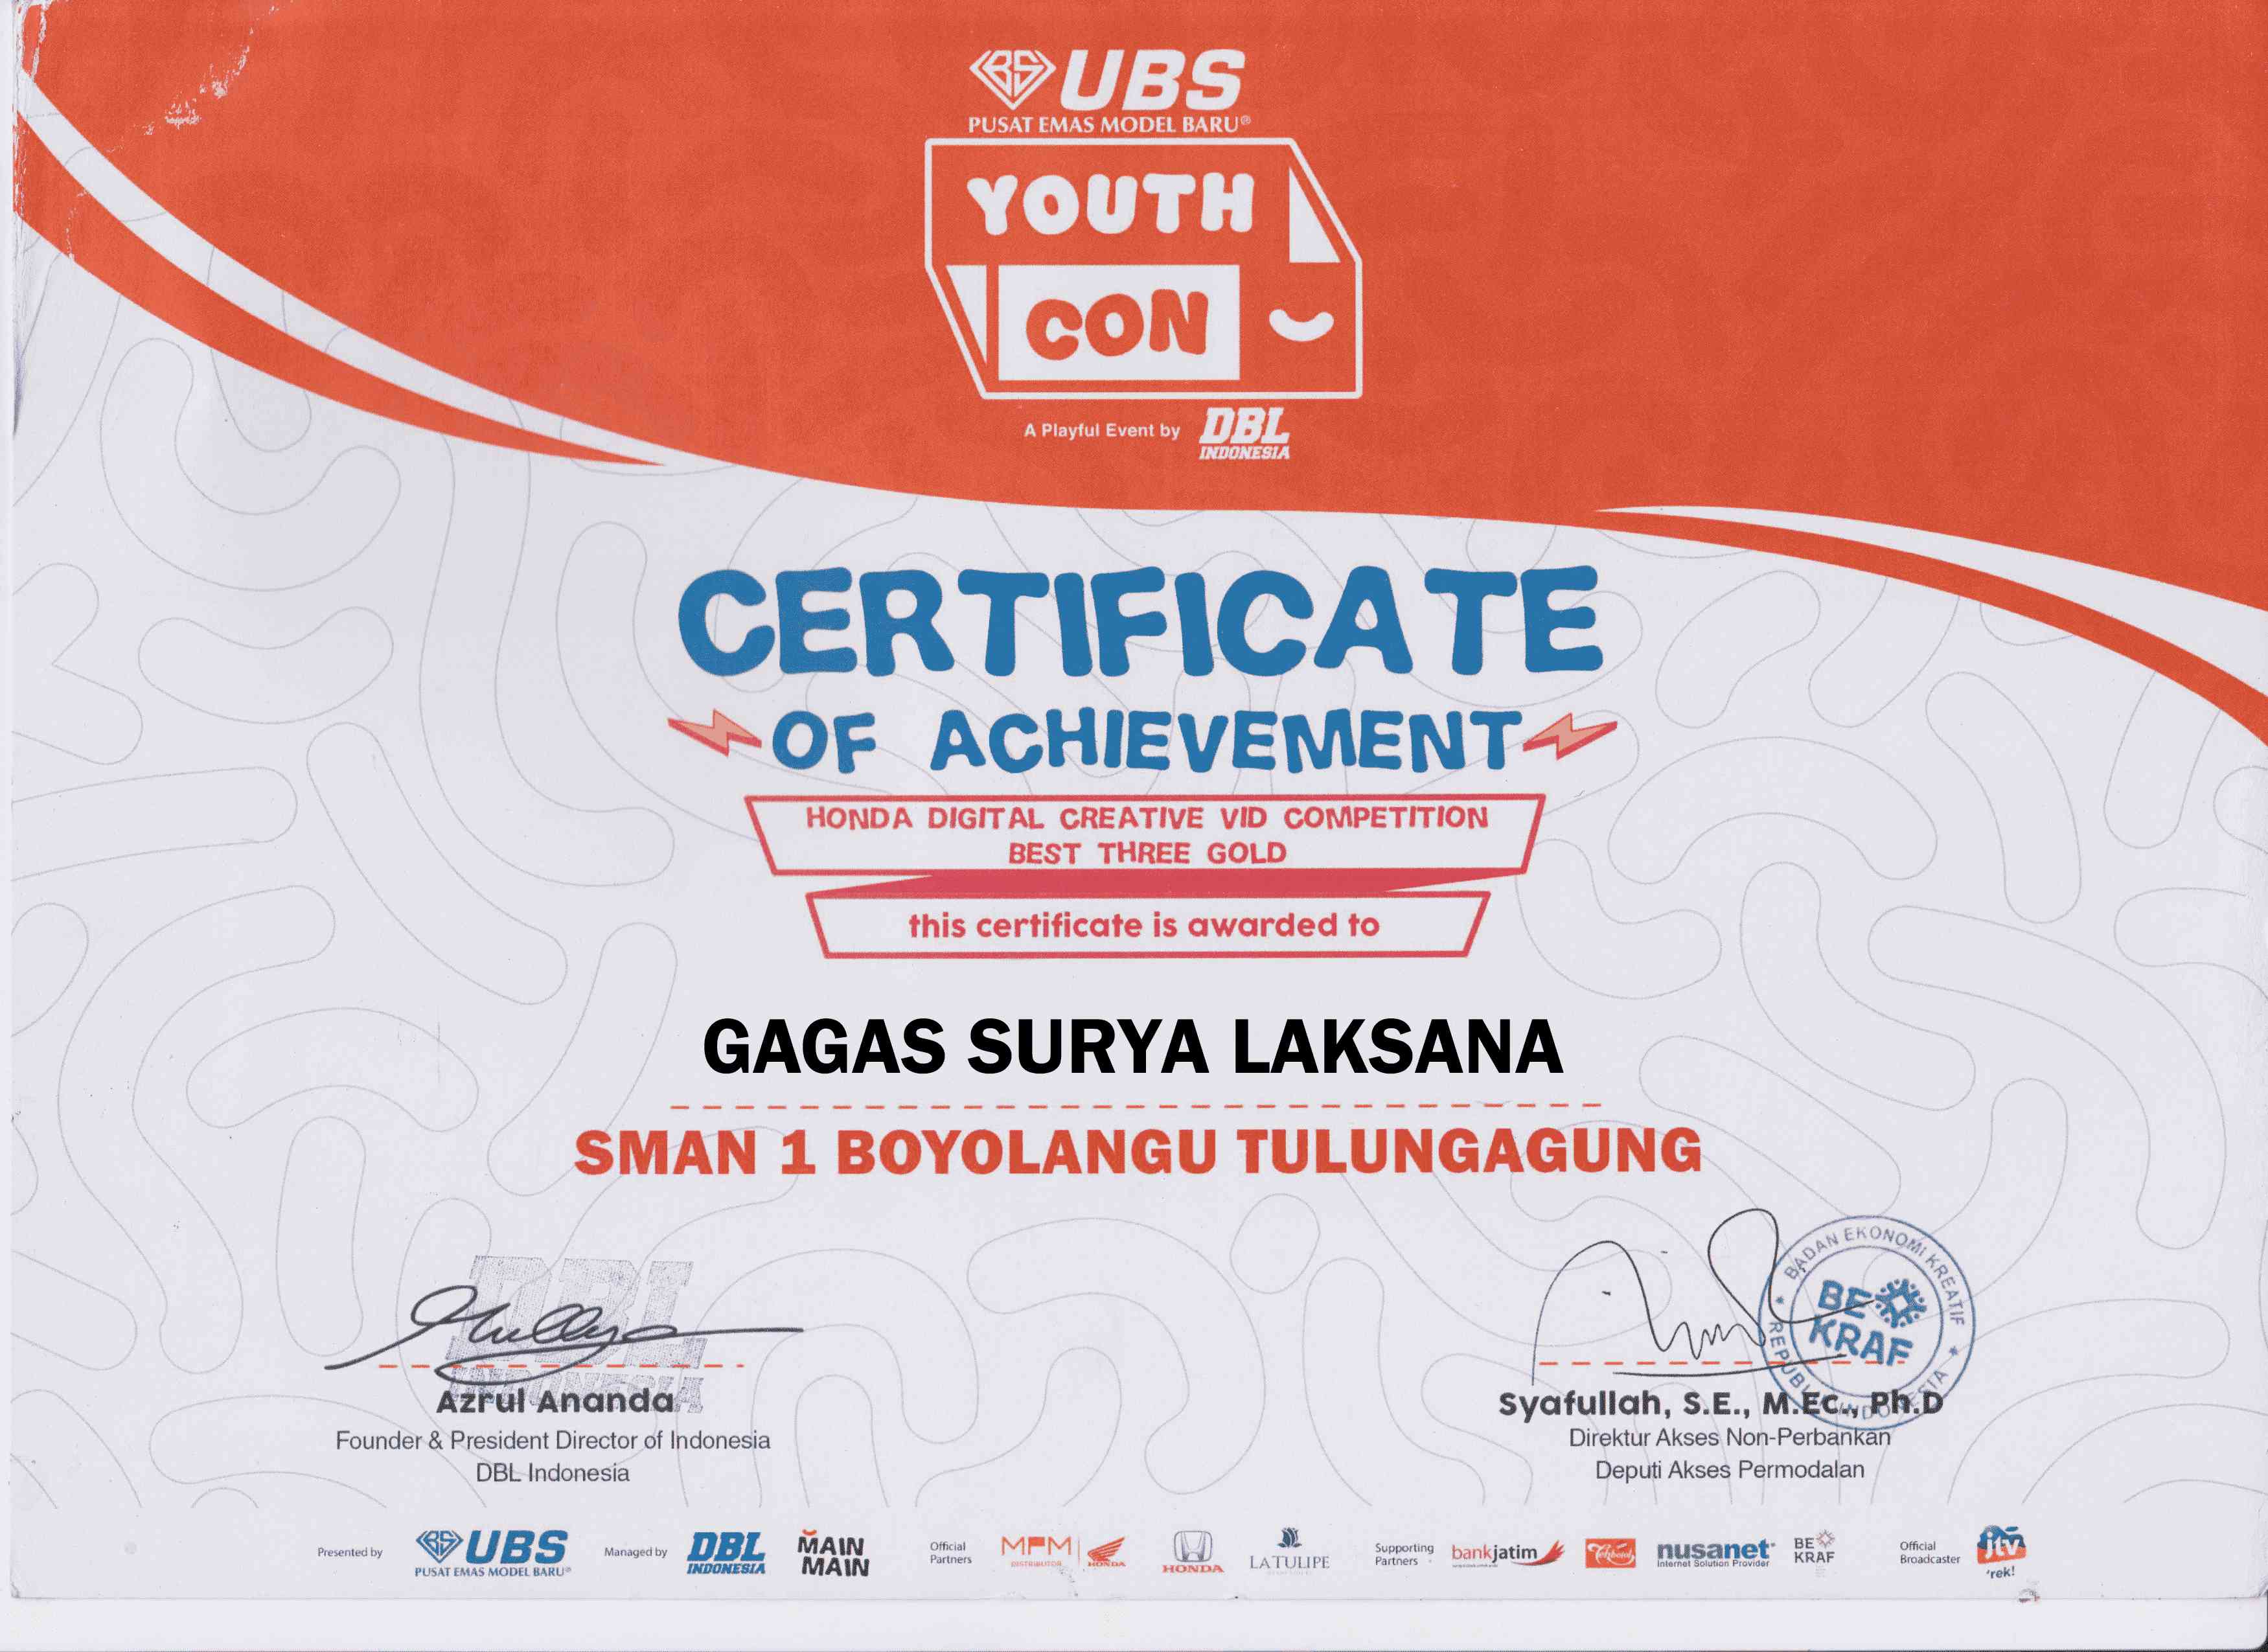 UBS
PUSAT EMAS MODEL BARU®
YOUTH
CON
A Playful Event by DBL INDONESIA
CERTIFICATE
OF ACHIEVEMENT
HONDA DIGITAL CREATIVE VID COMPETITION
BEST THREE GOLD
this certificate is awarded to
GAGAS SURYA LAKSANA
SMAN 1 BOYOLANGU TULUNGAGUNG
DBL INDONESIA
Azrul Ananda
Founder & President Director of Indonesia
DBL Indonesia
BADAN EKONOMI KREATIF
BE KRAF
REPUBLIK INDONESIA
Syafullah, S.E., M.Ec., Ph.D
Direktur Akses Non-Perbankan
Deputi Akses Permodalan
Presented by UBS PUSAT EMAS MODEL BARU® Managed by DBL INDONESIA MAIN MAIN Official Partners MPM DISTRIBUTOR HONDA HONDA LA TULIPE Supporting Partners bankjatim nusanet Internet Solution Provider BE KRAF Official Broadcaster jtv 'rek!